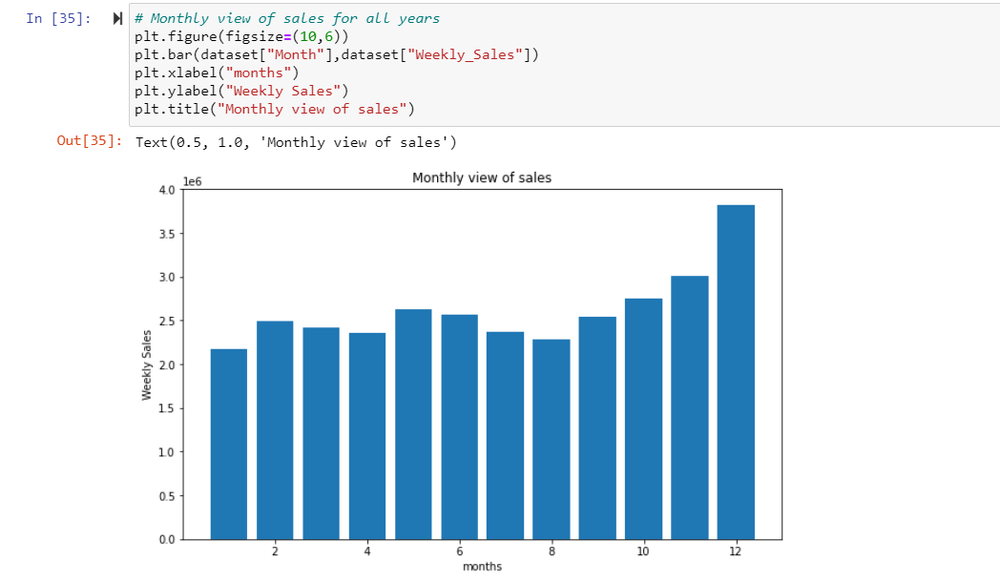 In [35]:
# Monthly view of sales for all years
plt.figure(figsize=(10,6))
plt.bar(dataset["Month"],dataset["Weekly_Sales"])
plt.xlabel("months")
plt.ylabel("Weekly Sales")
plt.title("Monthly view of sales")
Out[35]: Text(0.5, 1.0, 'Monthly view of sales')
Monthly view of sales
1e6
4.0
3.5
3.0
2.5
2.0
1.5
1.0
0.5
0.0
Weekly Sales
2 4 6 8 10 12
months